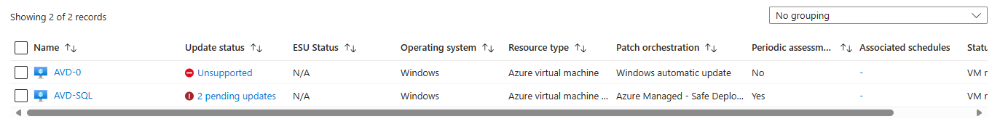 Showing 2 of 2 records
No grouping
Name ↑↓ Update status ↑↓ ESU Status ↑↓ Operating system ↑↓ Resource type ↑↓ Patch orchestration ↑↓ Periodic assessm... ↑↓ Associated schedules Statu
AVD-0 Unsupported N/A Windows Azure virtual machine Windows automatic update No - VM r
AVD-SQL 2 pending updates N/A Windows Azure virtual machine ... Azure Managed - Safe Deplo... Yes - VM r